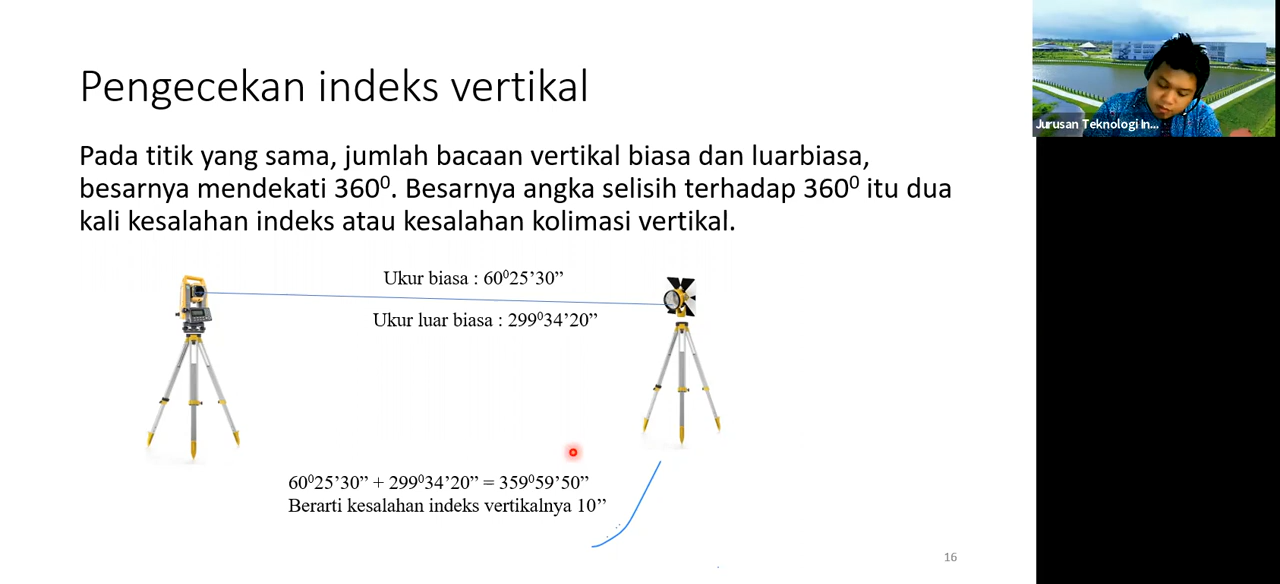 Pengecekan indeks vertikal
Pada titik yang sama, jumlah bacaan vertikal biasa dan luarbiasa,
besarnya mendekati 360⁰. Besarnya angka selisih terhadap 360⁰ itu dua
kali kesalahan indeks atau kesalahan kolimasi vertikal.
Ukur biasa : 60⁰25’30”
Ukur luar biasa : 299⁰34’20”
60⁰25’30” + 299⁰34’20” = 359⁰59’50”
Berarti kesalahan indeks vertikalnya 10”
16
Jurusan Teknologi In...